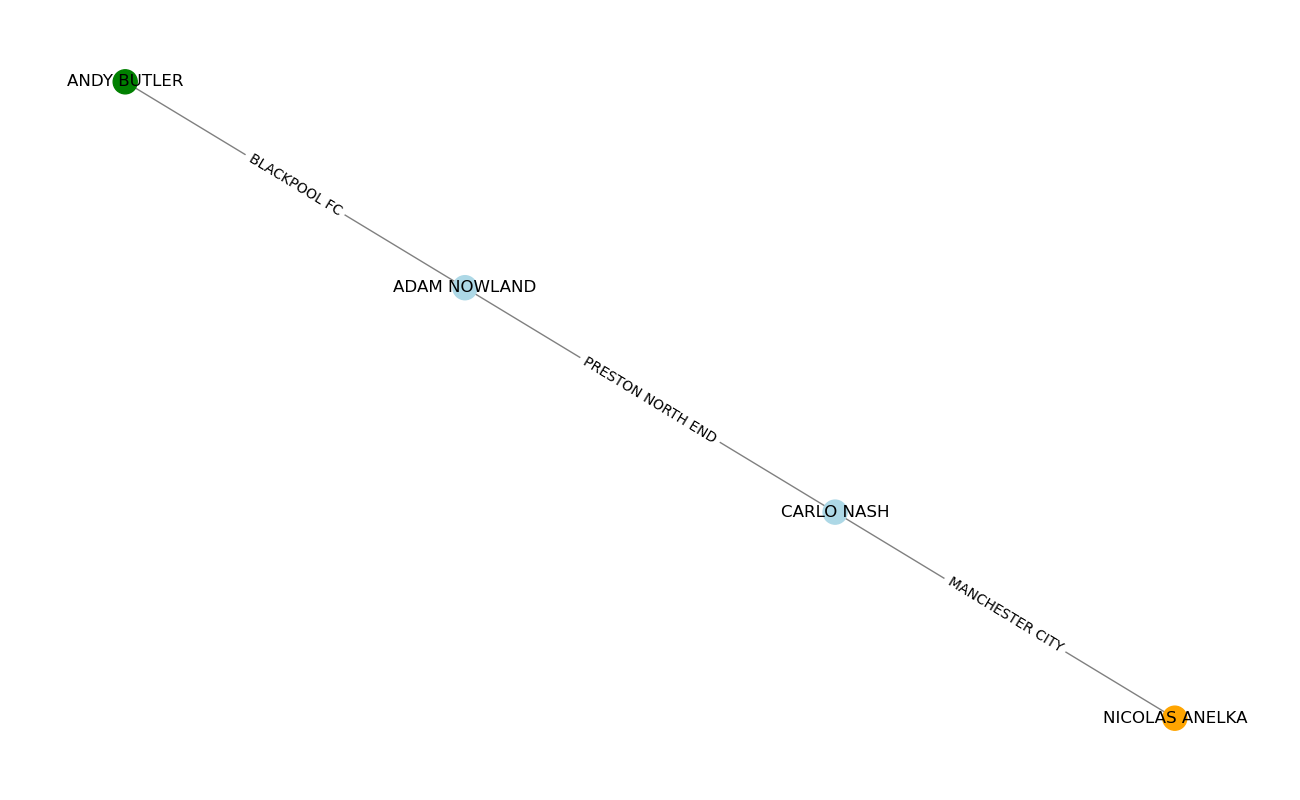 ANDY BUTLER
BLACKPOOL FC
ADAM NOWLAND
PRESTON NORTH END
CARLO NASH
MANCHESTER CITY
NICOLAS ANELKA